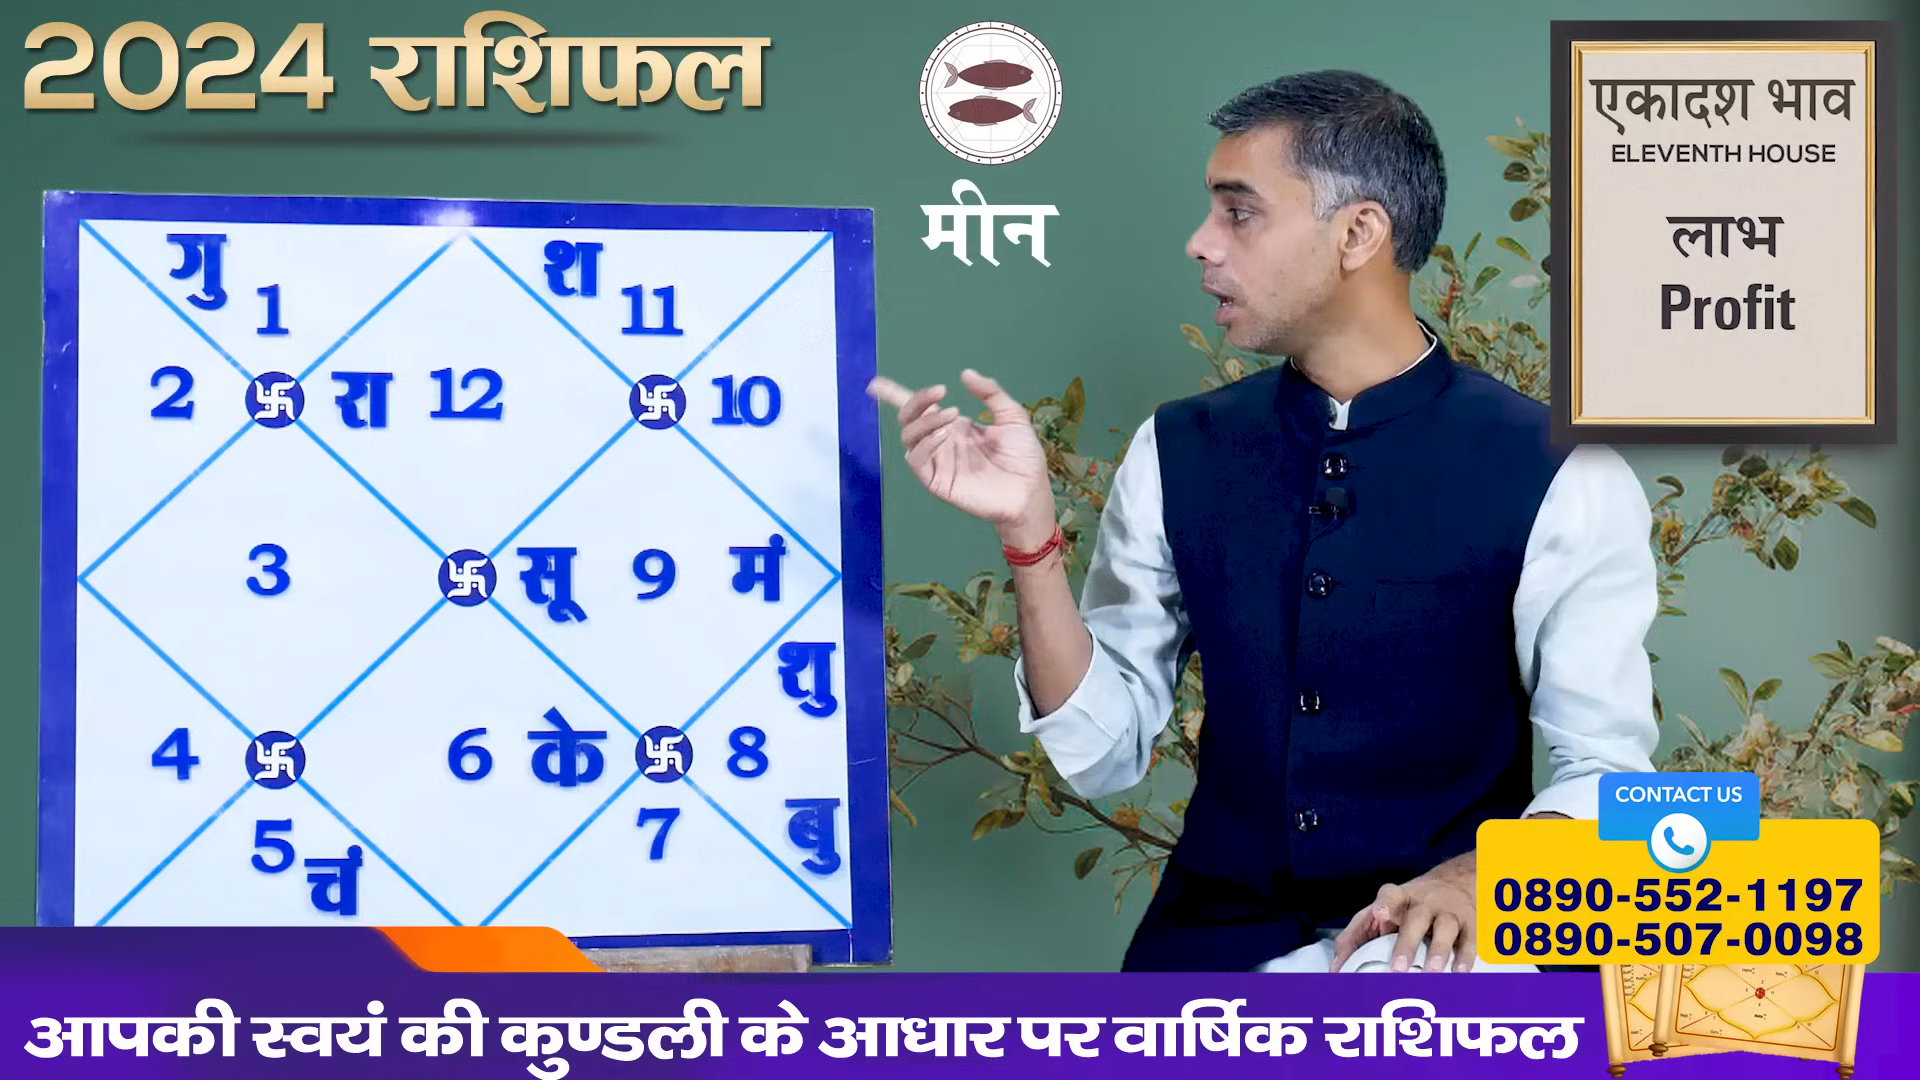 2024 राशिफल
मीन
एकादश भाव
ELEVENTH HOUSE
लाभ
Profit
गु 1
श 11
2
रा 12
10
3
सू 9 मं
शु
4
6 के
8
5 चं
7
बु
CONTACT US
0890-552-1197
0890-507-0098
आपकी स्वयं की कुण्डली के आधार पर वार्षिक राशिफल